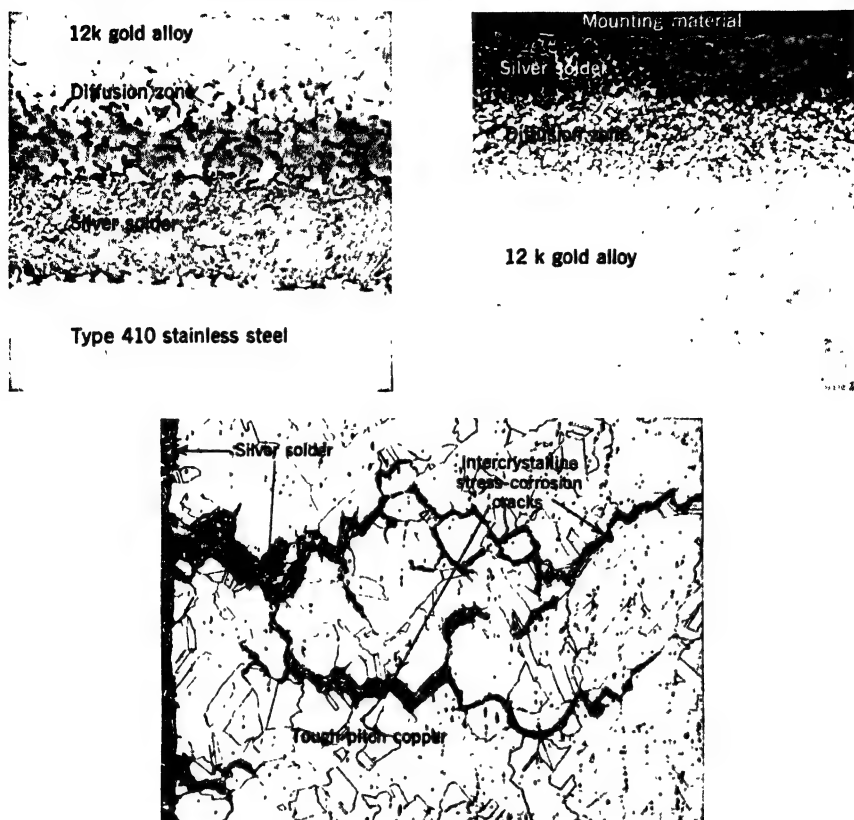 12k gold alloy
Diffusion zone
Silver solder
Type 410 stainless steel
Mounting material
Silver solder
Diffusion zone
12 k gold alloy
Silver solder
Intercrystalline
stress-corrosion
cracks
Tough-pitch copper